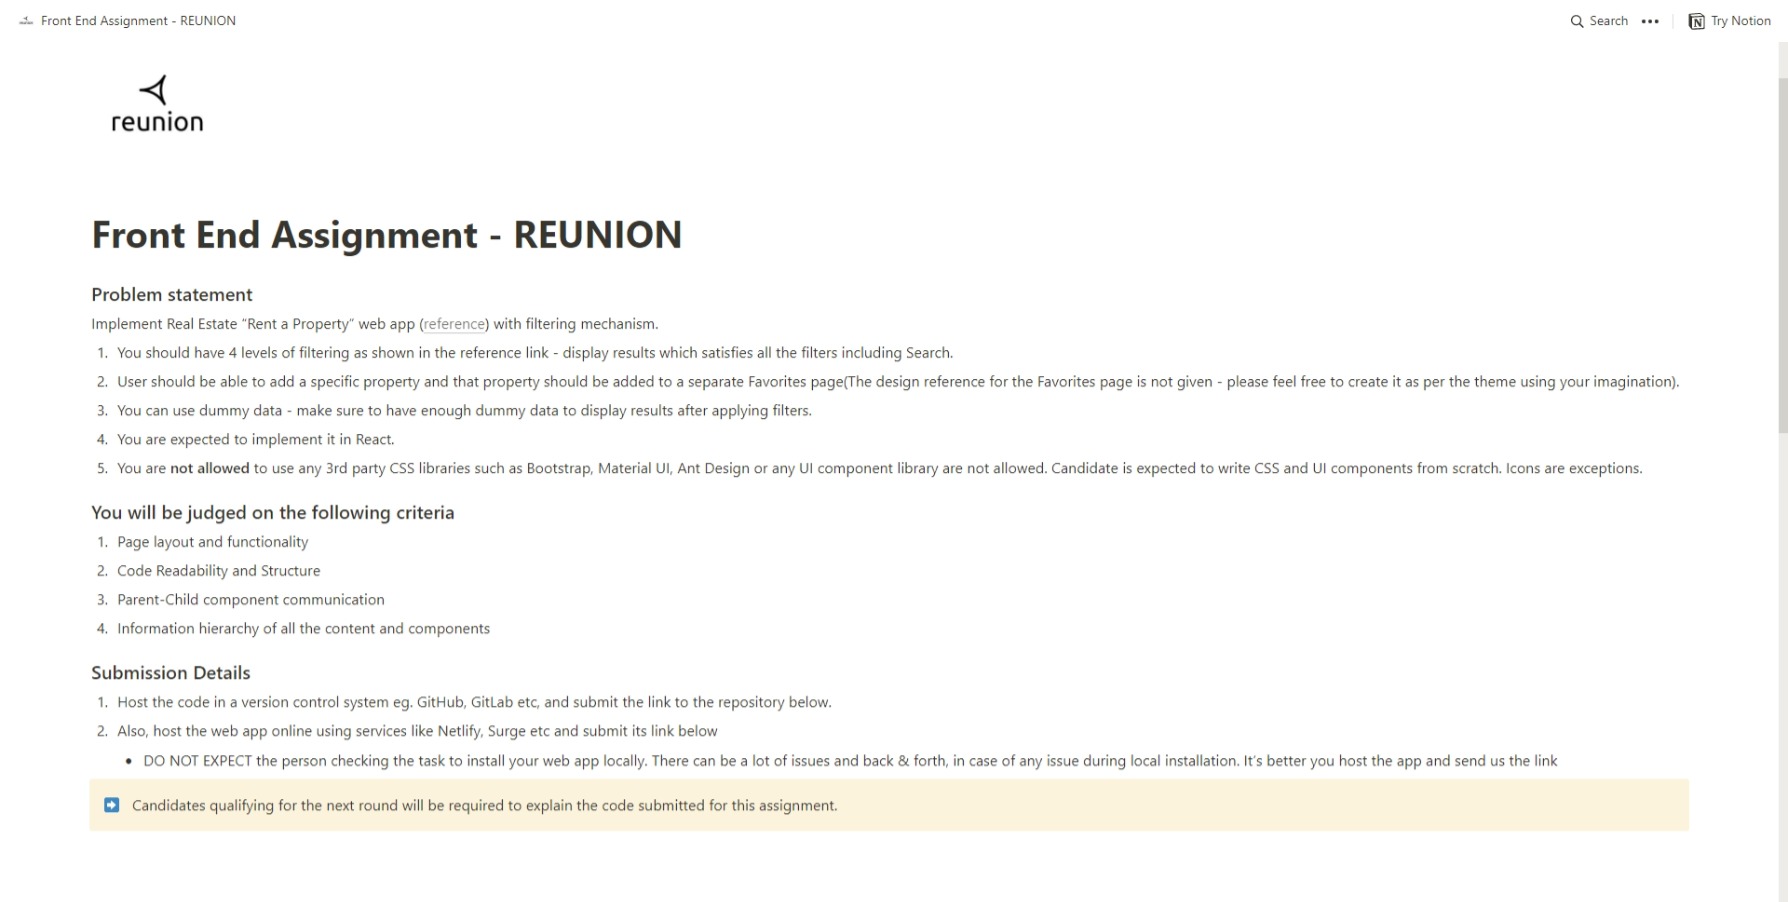 Front End Assignment - REUNION
Search
Try Notion
reunion
Front End Assignment - REUNION
Problem statement
Implement Real Estate “Rent a Property” web app (reference) with filtering mechanism.
1. You should have 4 levels of filtering as shown in the reference link - display results which satisfies all the filters including Search.
2. User should be able to add a specific property and that property should be added to a separate Favorites page(The design reference for the Favorites page is not given - please feel free to create it as per the theme using your imagination).
3. You can use dummy data - make sure to have enough dummy data to display results after applying filters.
4. You are expected to implement it in React.
5. You are not allowed to use any 3rd party CSS libraries such as Bootstrap, Material UI, Ant Design or any UI component library are not allowed. Candidate is expected to write CSS and UI components from scratch. Icons are exceptions.
You will be judged on the following criteria
1. Page layout and functionality
2. Code Readability and Structure
3. Parent-Child component communication
4. Information hierarchy of all the content and components
Submission Details
1. Host the code in a version control system eg. GitHub, GitLab etc, and submit the link to the repository below.
2. Also, host the web app online using services like Netlify, Surge etc and submit its link below
• DO NOT EXPECT the person checking the task to install your web app locally. There can be a lot of issues and back & forth, in case of any issue during local installation. It’s better you host the app and send us the link
Candidates qualifying for the next round will be required to explain the code submitted for this assignment.